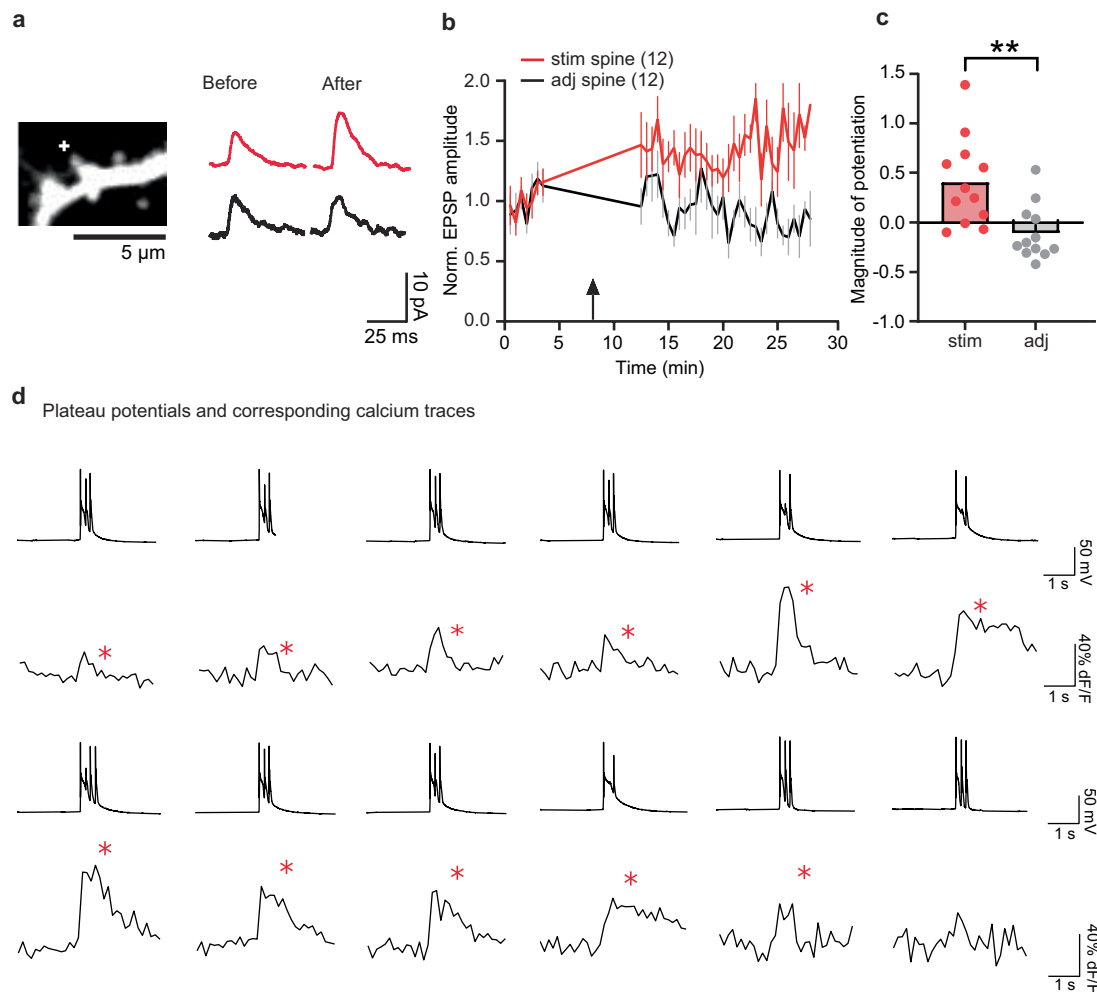 a
Before
After
5 µm
10 pA
25 ms
b
stim spine (12)
adj spine (12)
Norm. EPSP amplitude
2.0
1.5
1.0
0.5
0.0
0 5 10 15 20 25 30
Time (min)
c
**
Magnitude of potentiation
1.5
1.0
0.5
0.0
-0.5
-1.0
stim adj
d Plateau potentials and corresponding calcium traces
50 mV
1 s
* * * * * *
40% dF/F
1 s
50 mV
1 s
* * * * *
40% dF/F
1 s